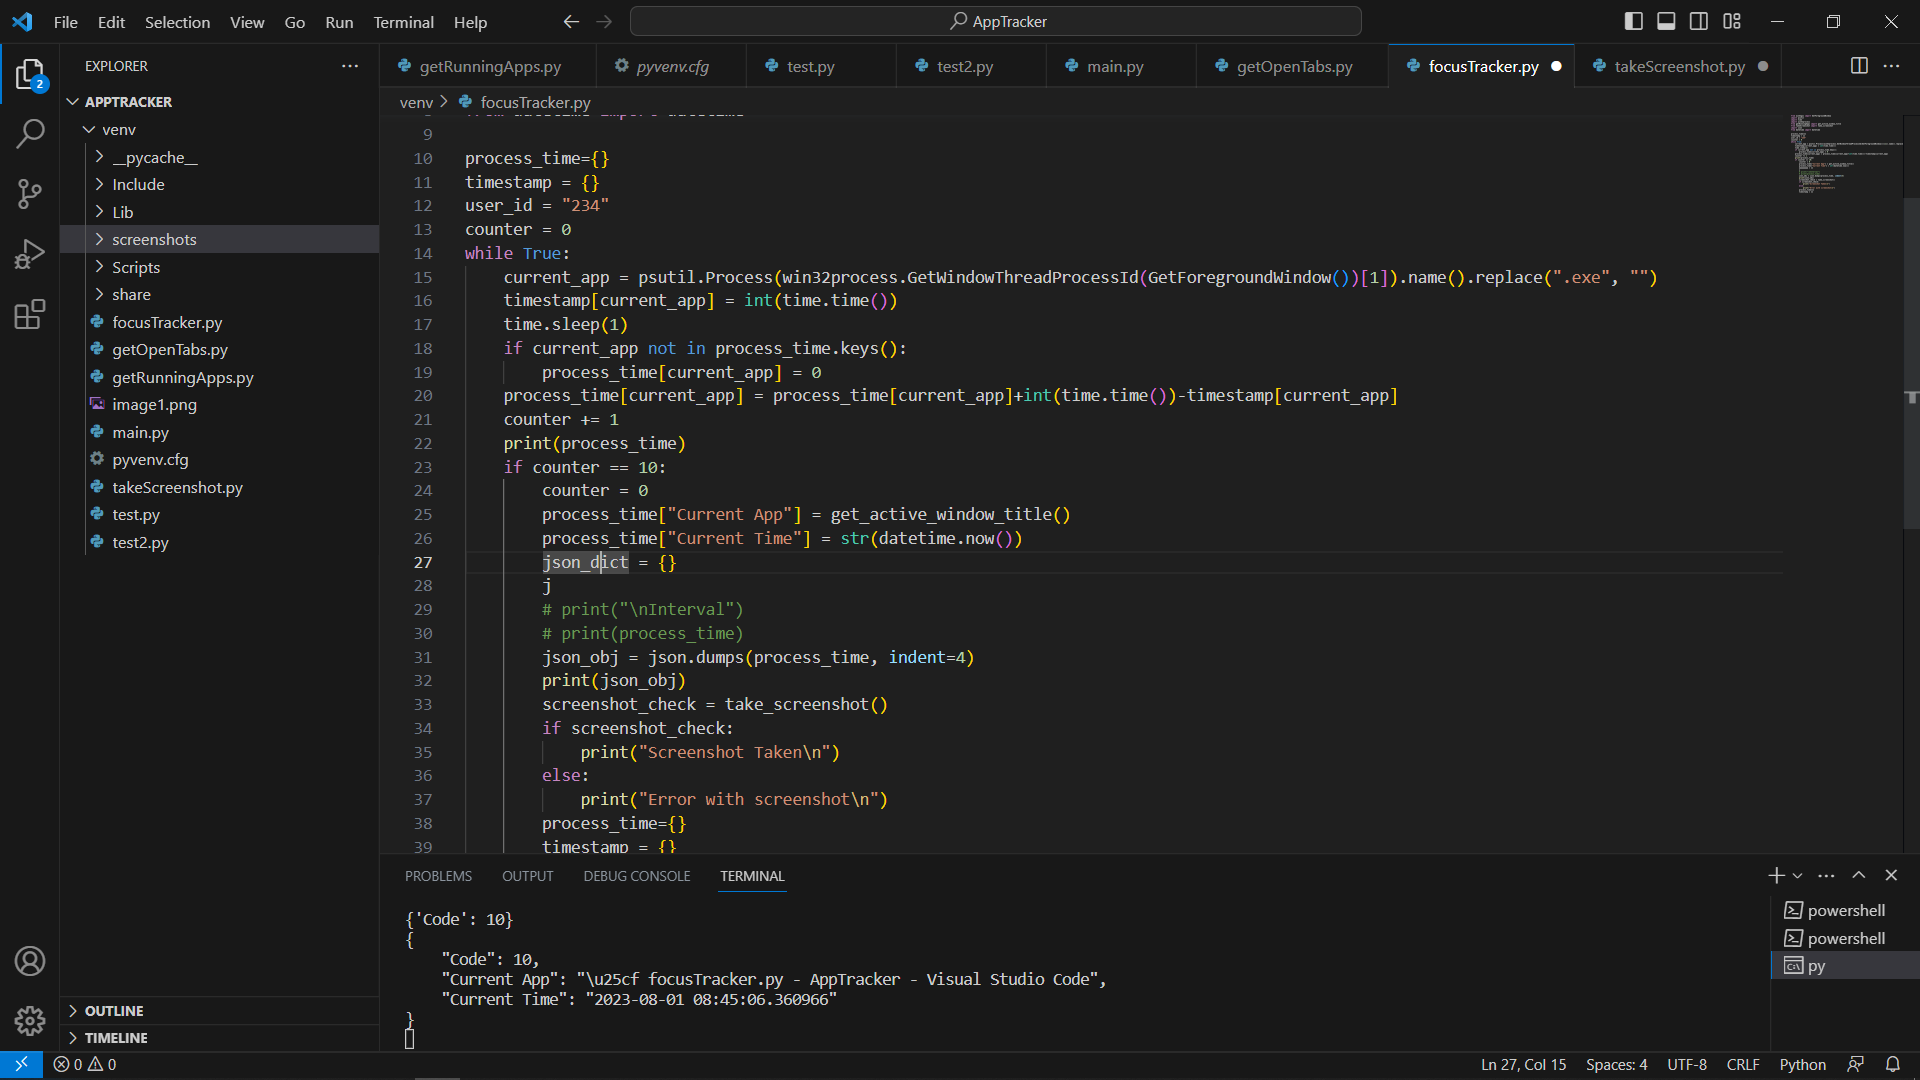 File Edit Selection View Go Run Terminal Help
AppTracker
EXPLORER
2
APPTRACKER
venv
__pycache__
Include
Lib
screenshots
Scripts
share
focusTracker.py
getOpenTabs.py
getRunningApps.py
image1.png
main.py
pyvenv.cfg
takeScreenshot.py
test.py
test2.py
OUTLINE
TIMELINE
getRunningApps.py pyvenv.cfg test.py test2.py main.py getOpenTabs.py focusTracker.py takeScreenshot.py
venv > focusTracker.py
9
10 process_time={}
11 timestamp = {}
12 user_id = "234"
13 counter = 0
14 while True:
15 current_app = psutil.Process(win32process.GetWindowThreadProcessId(GetForegroundWindow())[1]).name().replace(".exe", "")
16 timestamp[current_app] = int(time.time())
17 time.sleep(1)
18 if current_app not in process_time.keys():
19 process_time[current_app] = 0
20 process_time[current_app] = process_time[current_app]+int(time.time())-timestamp[current_app]
21 counter += 1
22 print(process_time)
23 if counter == 10:
24 counter = 0
25 process_time["Current App"] = get_active_window_title()
26 process_time["Current Time"] = str(datetime.now())
27 json_dict = {}
28 j
29 # print("\nInterval")
30 # print(process_time)
31 json_obj = json.dumps(process_time, indent=4)
32 print(json_obj)
33 screenshot_check = take_screenshot()
34 if screenshot_check:
35 print("Screenshot Taken\n")
36 else:
37 print("Error with screenshot\n")
38 process_time={}
39 timestamp = {}
PROBLEMS OUTPUT DEBUG CONSOLE TERMINAL
{'Code': 10}
{
"Code": 10,
"Current App": "\u25cf focusTracker.py - AppTracker - Visual Studio Code",
"Current Time": "2023-08-01 08:45:06.360966"
}
powershell
powershell
py
0 0
Ln 27, Col 15 Spaces: 4 UTF-8 CRLF Python